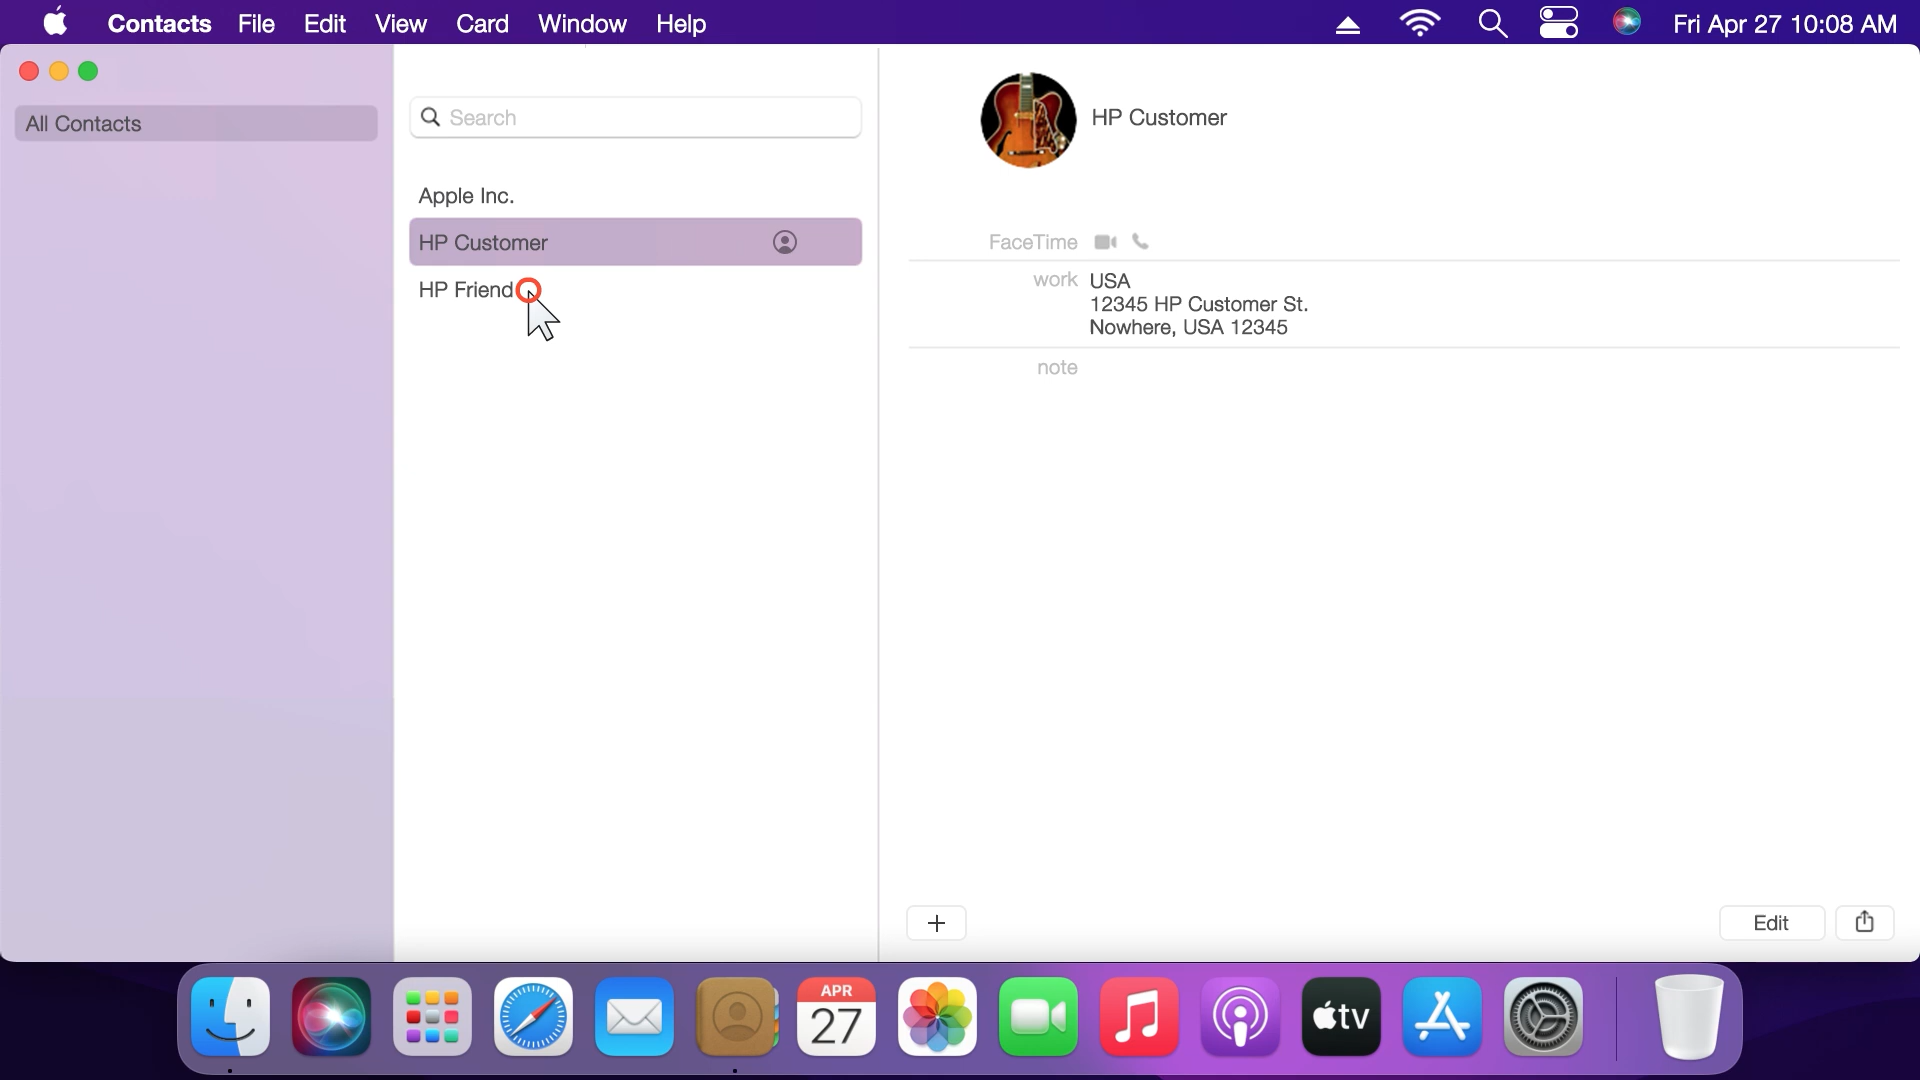 Contacts File Edit View Card Window Help Fri Apr 27 10:08 AM
All Contacts
Search
Apple Inc.
HP Customer
HP Friend
HP Customer
FaceTime
work USA
12345 HP Customer St.
Nowhere, USA 12345
note
+ Edit
APR
27
tv